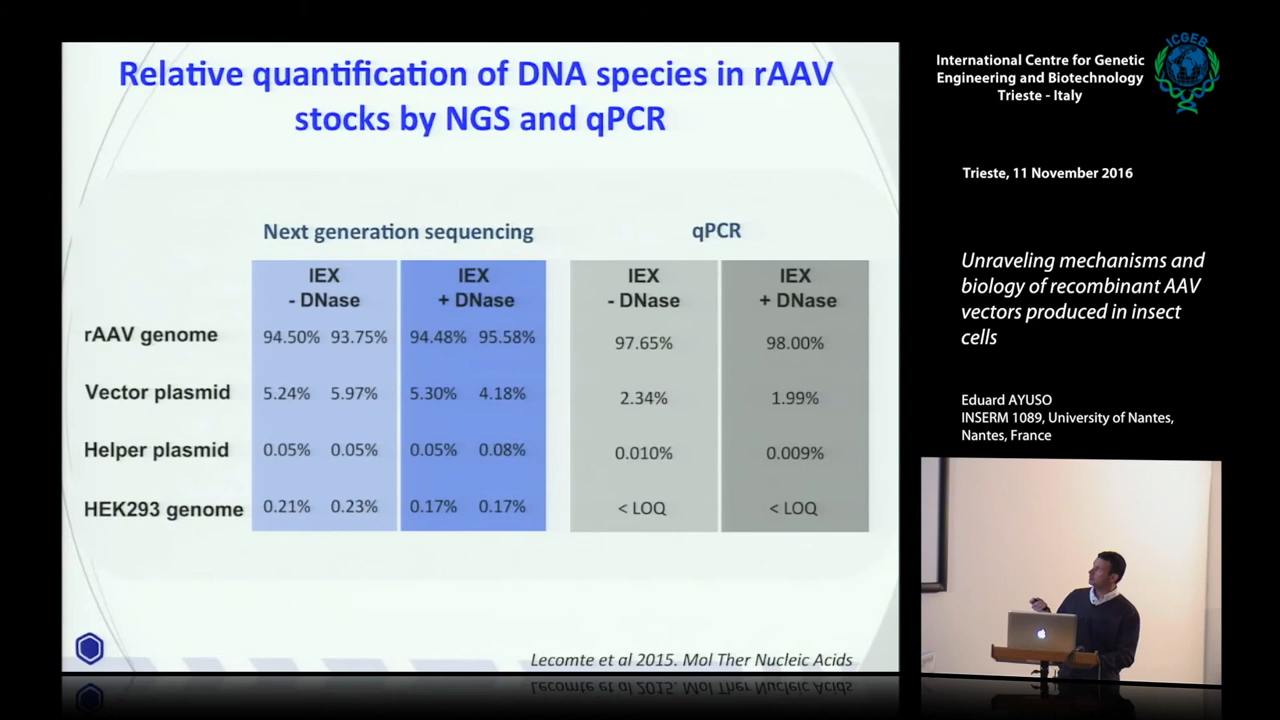 Relative quantification of DNA species in rAAV
stocks by NGS and qPCR
Next generation sequencing qPCR
IEX IEX IEX IEX
- DNase + DNase - DNase + DNase
rAAV genome 94.50% 93.75% 94.48% 95.58% 97.65% 98.00%
Vector plasmid 5.24% 5.97% 5.30% 4.18% 2.34% 1.99%
Helper plasmid 0.05% 0.05% 0.05% 0.08% 0.010% 0.009%
HEK293 genome 0.21% 0.23% 0.17% 0.17% < LOQ < LOQ
Lecomte et al 2015. Mol Ther Nucleic Acids
International Centre for Genetic
Engineering and Biotechnology
Trieste - Italy
ICGEB
Trieste, 11 November 2016
Unraveling mechanisms and
biology of recombinant AAV
vectors produced in insect
cells
Eduard AYUSO
INSERM 1089, University of Nantes,
Nantes, France